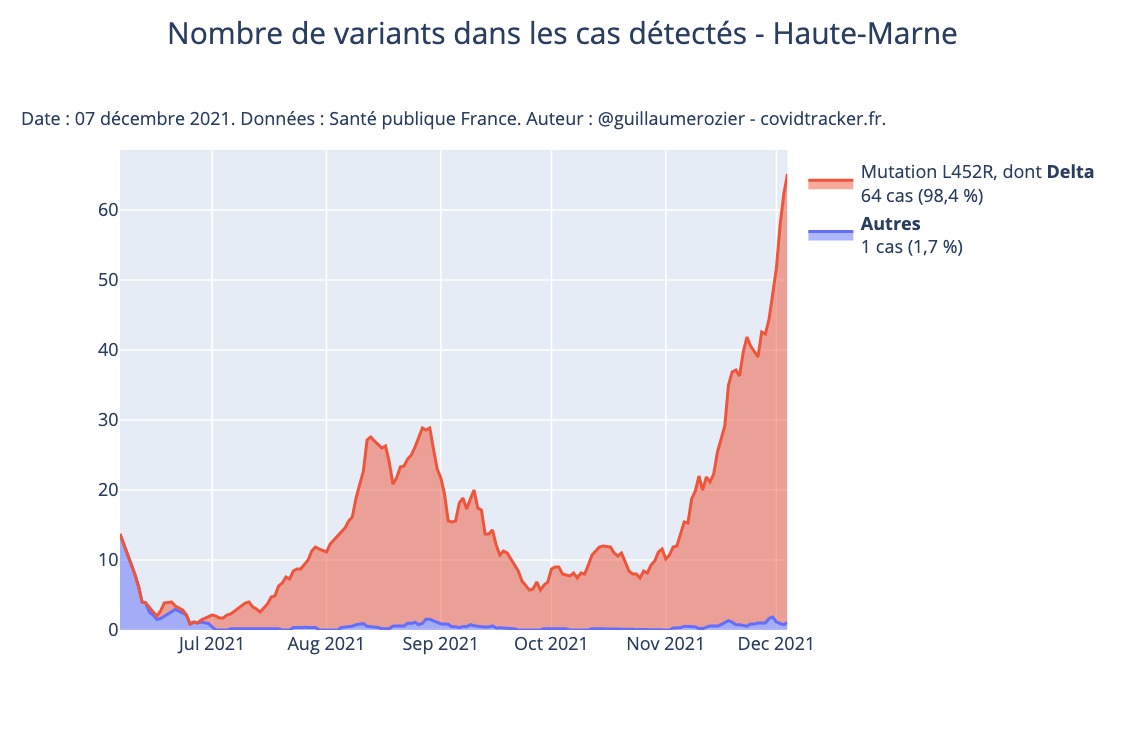 Nombre de variants dans les cas détectés - Haute-Marne
Date : 07 décembre 2021. Données : Santé publique France. Auteur : @guillaumerozier - covidtracker.fr.
Mutation L452R, dont Delta
64 cas (98,4 %)
Autres
1 cas (1,7 %)
60
50
40
30
20
10
0
Jul 2021
Aug 2021
Sep 2021
Oct 2021
Nov 2021
Dec 2021